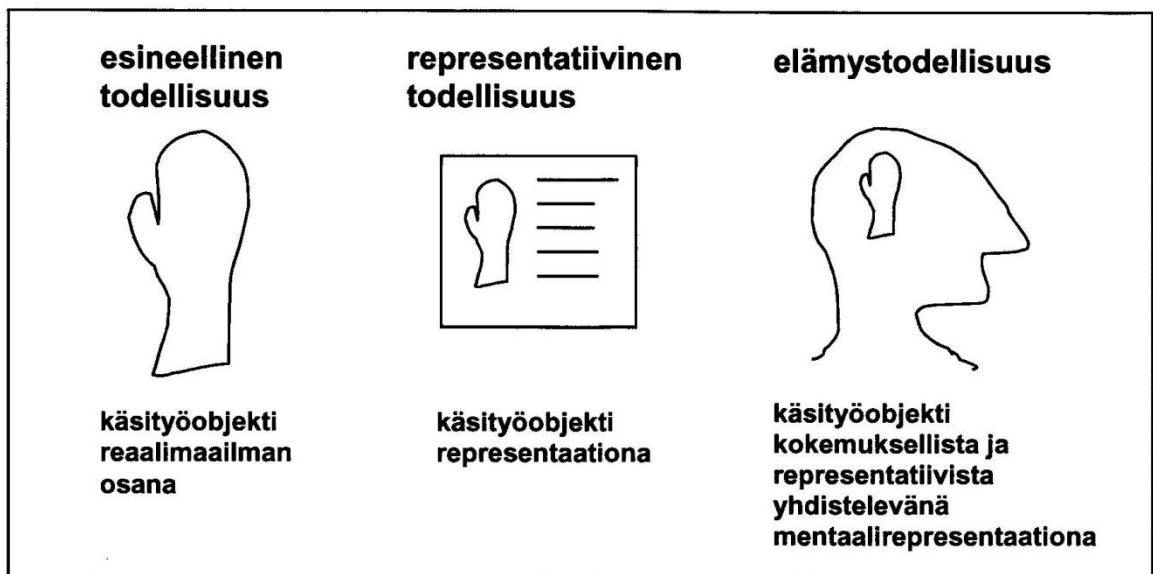 esineellinen
todellisuus
representatiivinen
todellisuus
elämystodellisuus
käsityöobjekti
reaalimaailman
osana
käsityöobjekti
representaationa
käsityöobjekti
kokemuksellista ja
representatiivista
yhdistelevänä
mentaalirepresentaationa